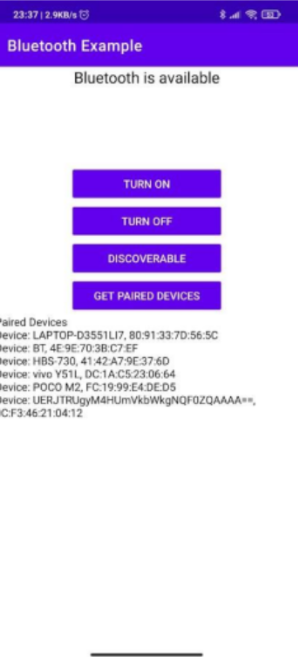 23:37 | 2.9KB/s
Bluetooth Example
Bluetooth is available
TURN ON
TURN OFF
DISCOVERABLE
GET PAIRED DEVICES
Paired Devices
Device: LAPTOP-D3551LI7, 80:91:33:7D:56:5C
Device: BT, 4E:9E:70:3B:C7:EF
Device: HBS-730, 41:42:A7:9E:37:6D
Device: vivo Y51L, DC:1A:C5:23:06:64
Device: POCO M2, FC:19:99:E4:DE:D5
Device: UERJTRUgyM4HUmVkbWkgNQF0ZQAAAA==,
C:F3:46:21:04:12